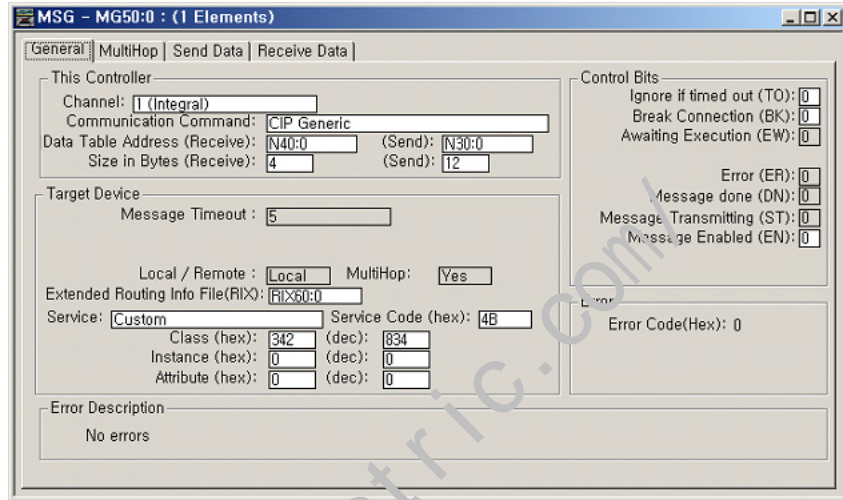 MSG - MG50:0 : (1 Elements)
General MultiHop Send Data Receive Data
This Controller
Channel: 1 (Integral)
Communication Command: CIP Generic
Data Table Address (Receive): N40:0 (Send): N30:0
Size in Bytes (Receive): 4 (Send): 12
Target Device
Message Timeout : 5
Local / Remote : Local MultiHop: Yes
Extended Routing Info File(RIX): RIX60:0
Service: Custom Service Code (hex): 4B
Class (hex): 342 (dec): 834
Instance (hex): 0 (dec): 0
Attribute (hex): 0 (dec): 0
Control Bits
Ignore if timed out (TO): 0
Break Connection (BK): 0
Awaiting Execution (EW): 0
Error (ER): 0
Message done (DN): 0
Message Transmitting (ST): 0
Message Enabled (EN): 0
Error
Error Code(Hex): 0
Error Description
No errors
tric.com/